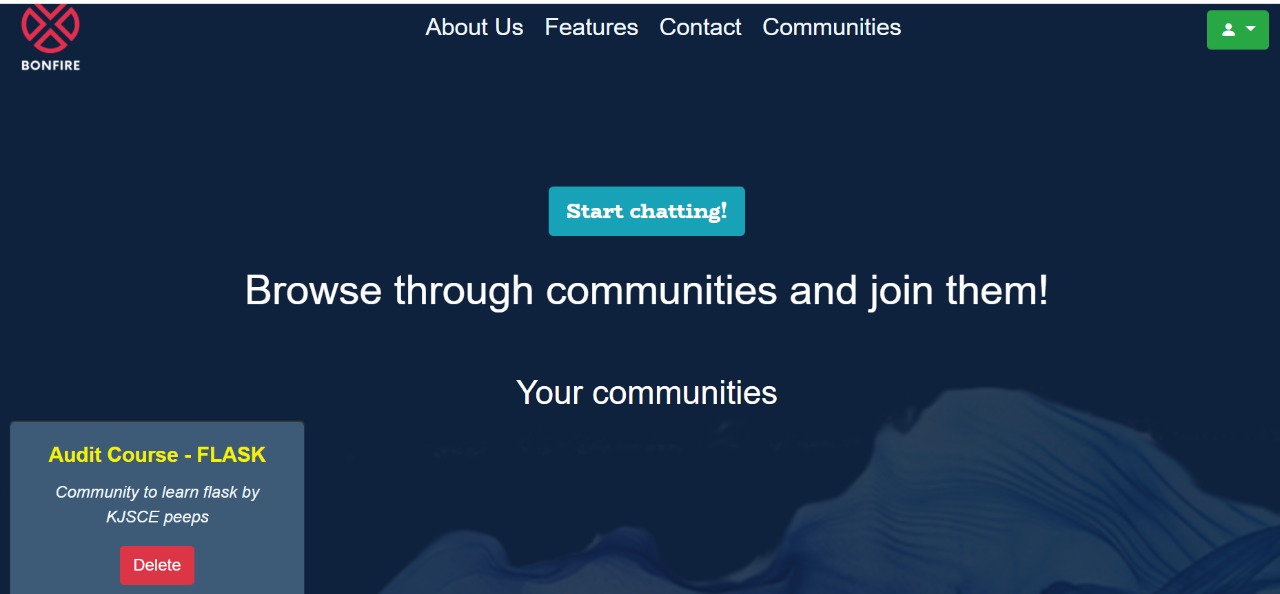 BONFIRE
About Us Features Contact Communities
Start chatting!
Browse through communities and join them!
Your communities
Audit Course - FLASK
Community to learn flask by
KJSCE peeps
Delete